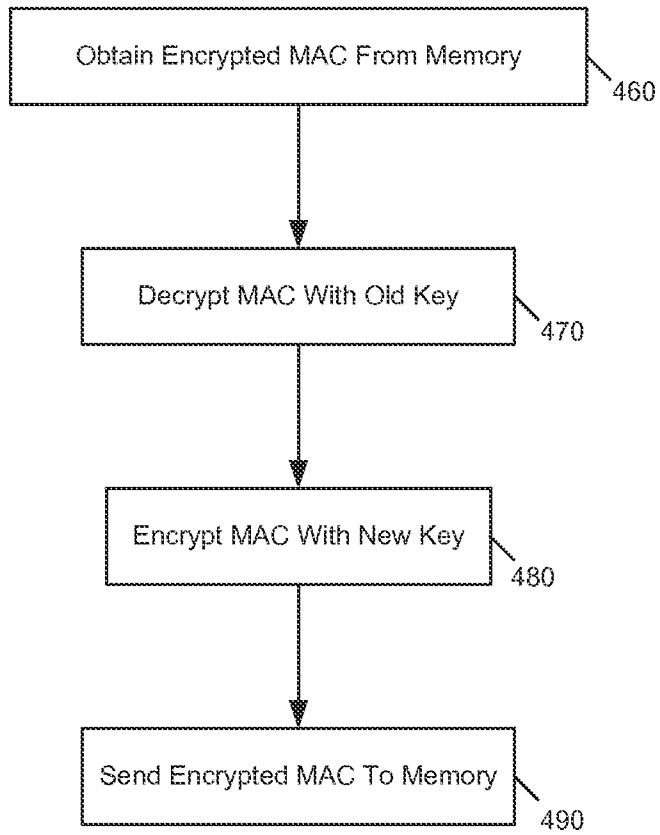 Obtain Encrypted MAC From Memory
460
Decrypt MAC With Old Key
470
Encrypt MAC With New Key
480
Send Encrypted MAC To Memory
490